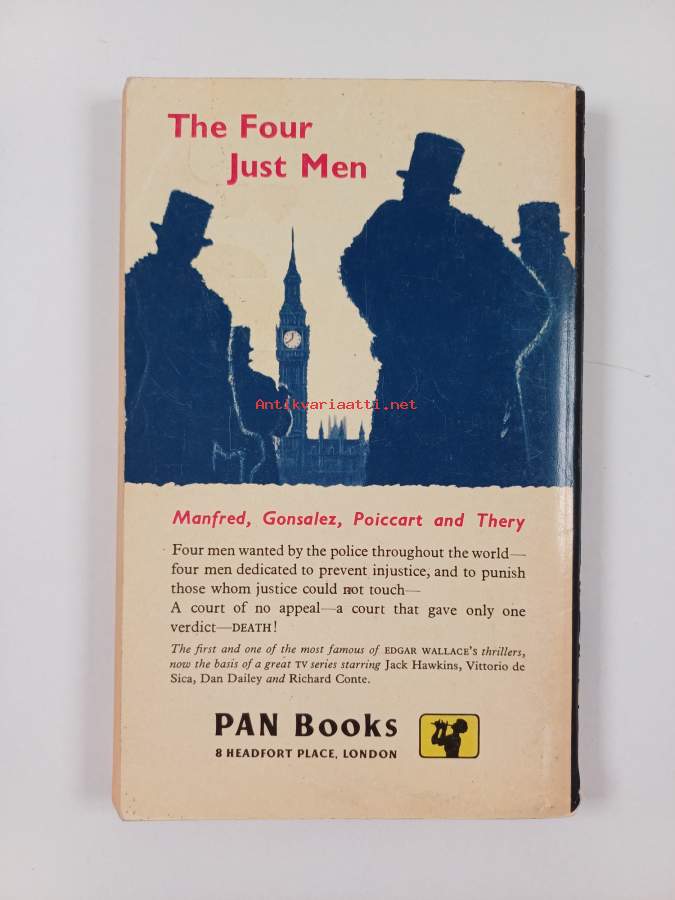 The Four
Just Men
Antikvariaatti.net
Manfred, Gonsalez, Poiccart and Thery
Four men wanted by the police throughout the world—
four men dedicated to prevent injustice, and to punish
those whom justice could not touch—
A court of no appeal—a court that gave only one
verdict—DEATH!
The first and one of the most famous of EDGAR WALLACE'S thrillers,
now the basis of a great TV series starring Jack Hawkins, Vittorio de
Sica, Dan Dailey and Richard Conte.
PAN Books
8 HEADFORT PLACE, LONDON